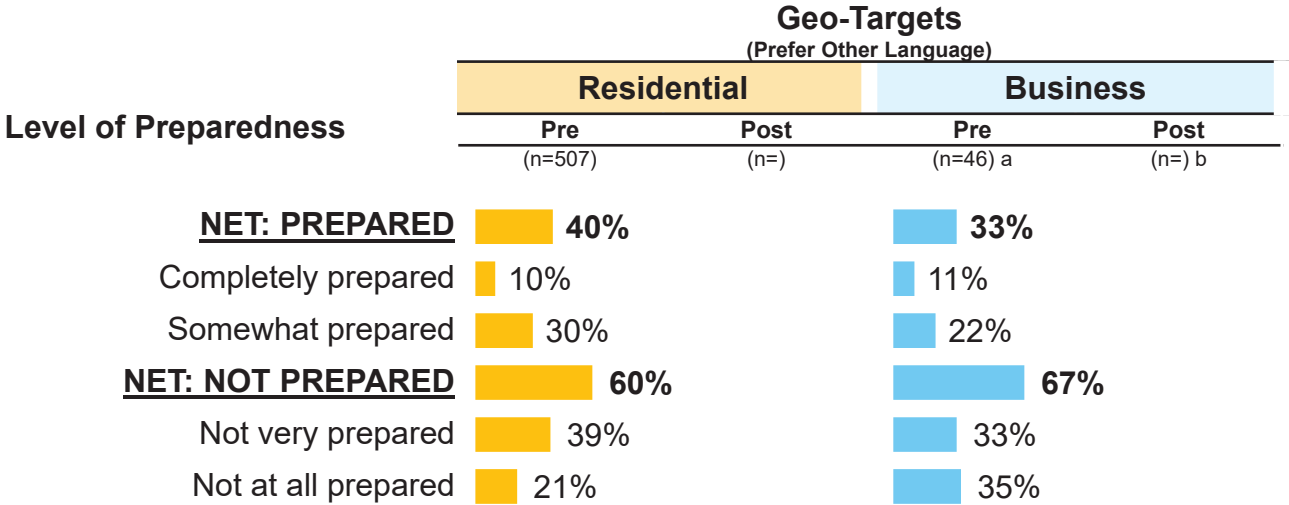 Geo-Targets
(Prefer Other Language)
Residential Business
Level of Preparedness
Pre Post Pre Post
(n=507) (n=) (n=46) a (n=) b
NET: PREPARED 40% 33%
Completely prepared 10% 11%
Somewhat prepared 30% 22%
NET: NOT PREPARED 60% 67%
Not very prepared 39% 33%
Not at all prepared 21% 35%